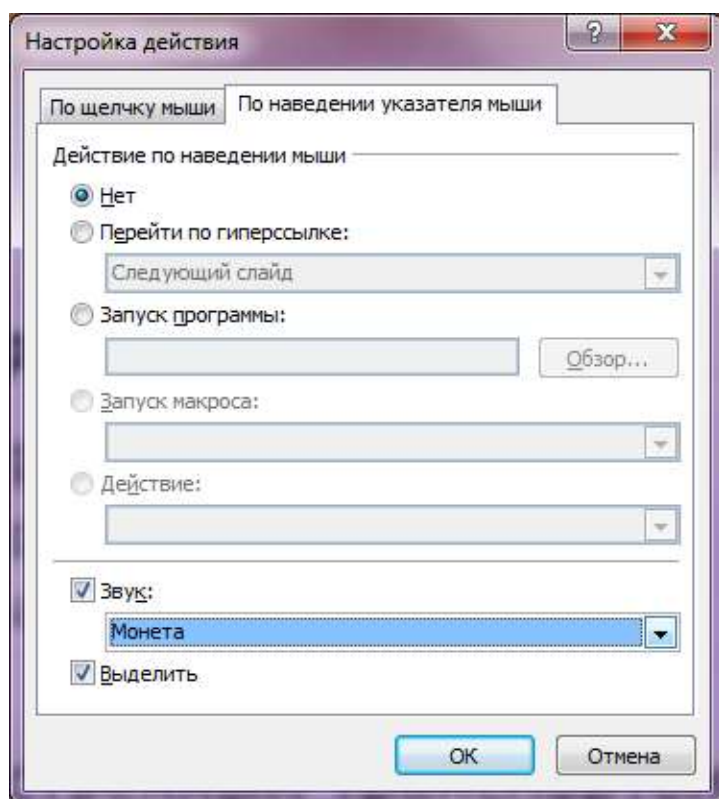 Настройка действия
?
По щелчку мыши
По наведении указателя мыши
Действие по наведении мыши
Нет
Перейти по гиперссылке:
Следующий слайд
Запуск программы:
Обзор...
Запуск макроса:
Действие:
Звук:
Монета
Выделить
ОК
Отмена